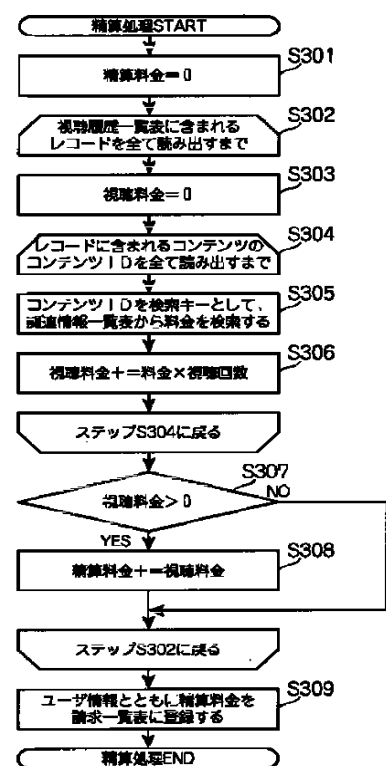 精算処理START
S301
精算料金=0
S302
視聴履歴一覧表に含まれる
レコードを全て読み出すまで
S303
視聴料金=0
S304
レコードに含まれるコンテンツの
コンテンツIDを全て読み出すまで
S305
コンテンツIDを検索キーとして、
関連情報一覧表から料金を検索する
S306
視聴料金+=料金×視聴回数
ステップS304に戻る
S307
視聴料金>0
NO
YES
S308
精算料金+=視聴料金
ステップS302に戻る
S309
ユーザ情報とともに精算料金を
請求一覧表に登録する
精算処理END